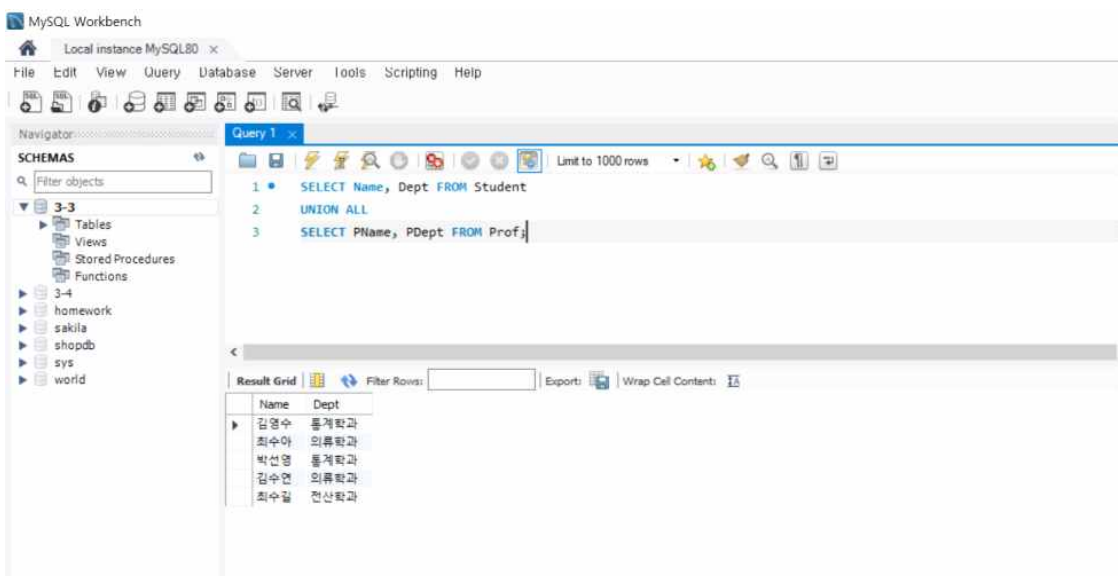 MySQL Workbench
Local instance MySQL80 ×
File Edit View Query Database Server Tools Scripting Help
Navigator
Query 1 ×
SCHEMAS
Limit to 1000 rows
Filter objects
1 SELECT Name, Dept FROM Student
2 UNION ALL
3 SELECT PName, PDept FROM Prof;
3-3
Tables
Views
Stored Procedures
Functions
3-4
homework
sakila
shopdb
sys
world
Result Grid Filter Rows: Export: Wrap Cell Content: IA
Name Dept
김영수 통계학과
최수아 의류학과
박선영 통계학과
김수연 의류학과
최수길 전산학과